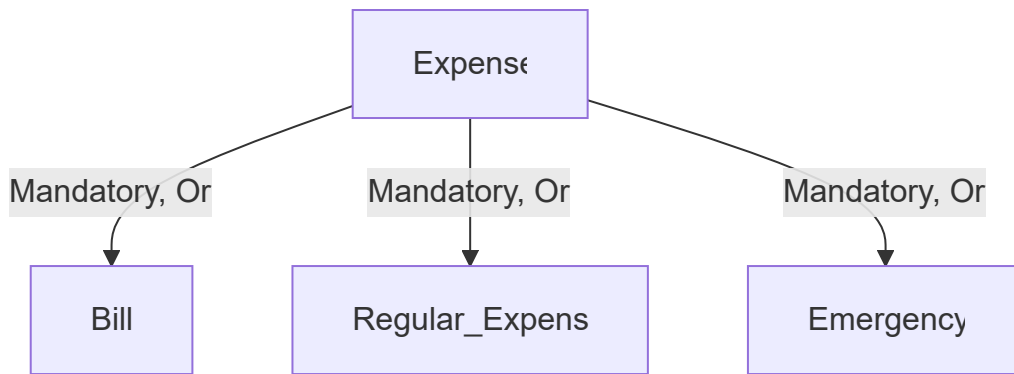 Expense
Mandatory, Or
Mandatory, Or
Mandatory, Or
Bill
Regular_Expens
Emergency